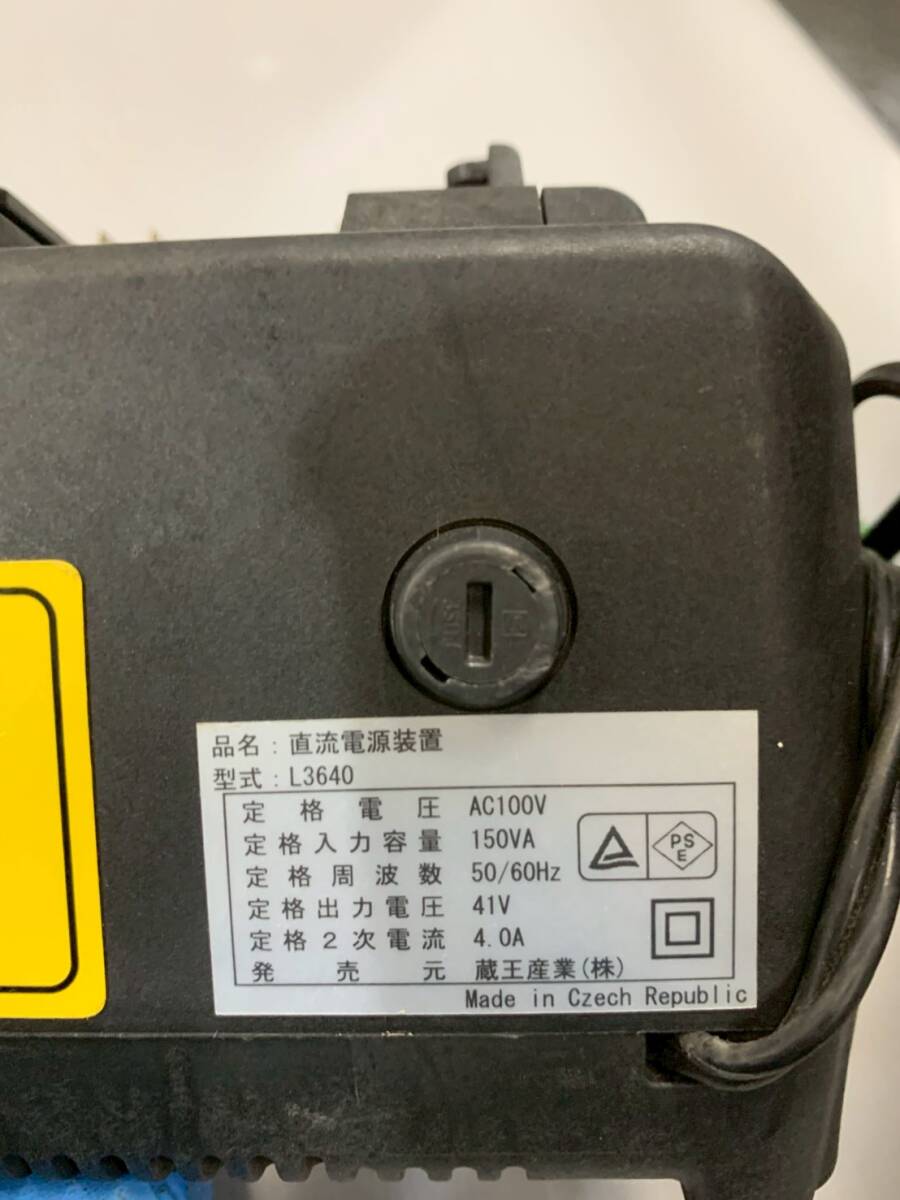 品名：直流電源装置
型式：L3640
定格電圧 AC100V
定格入力容量 150VA
定格周波数 50/60Hz
定格出力電圧 41V
定格２次電流 4.0A
発売元 蔵王産業(株)
Made in Czech Republic
PS
E